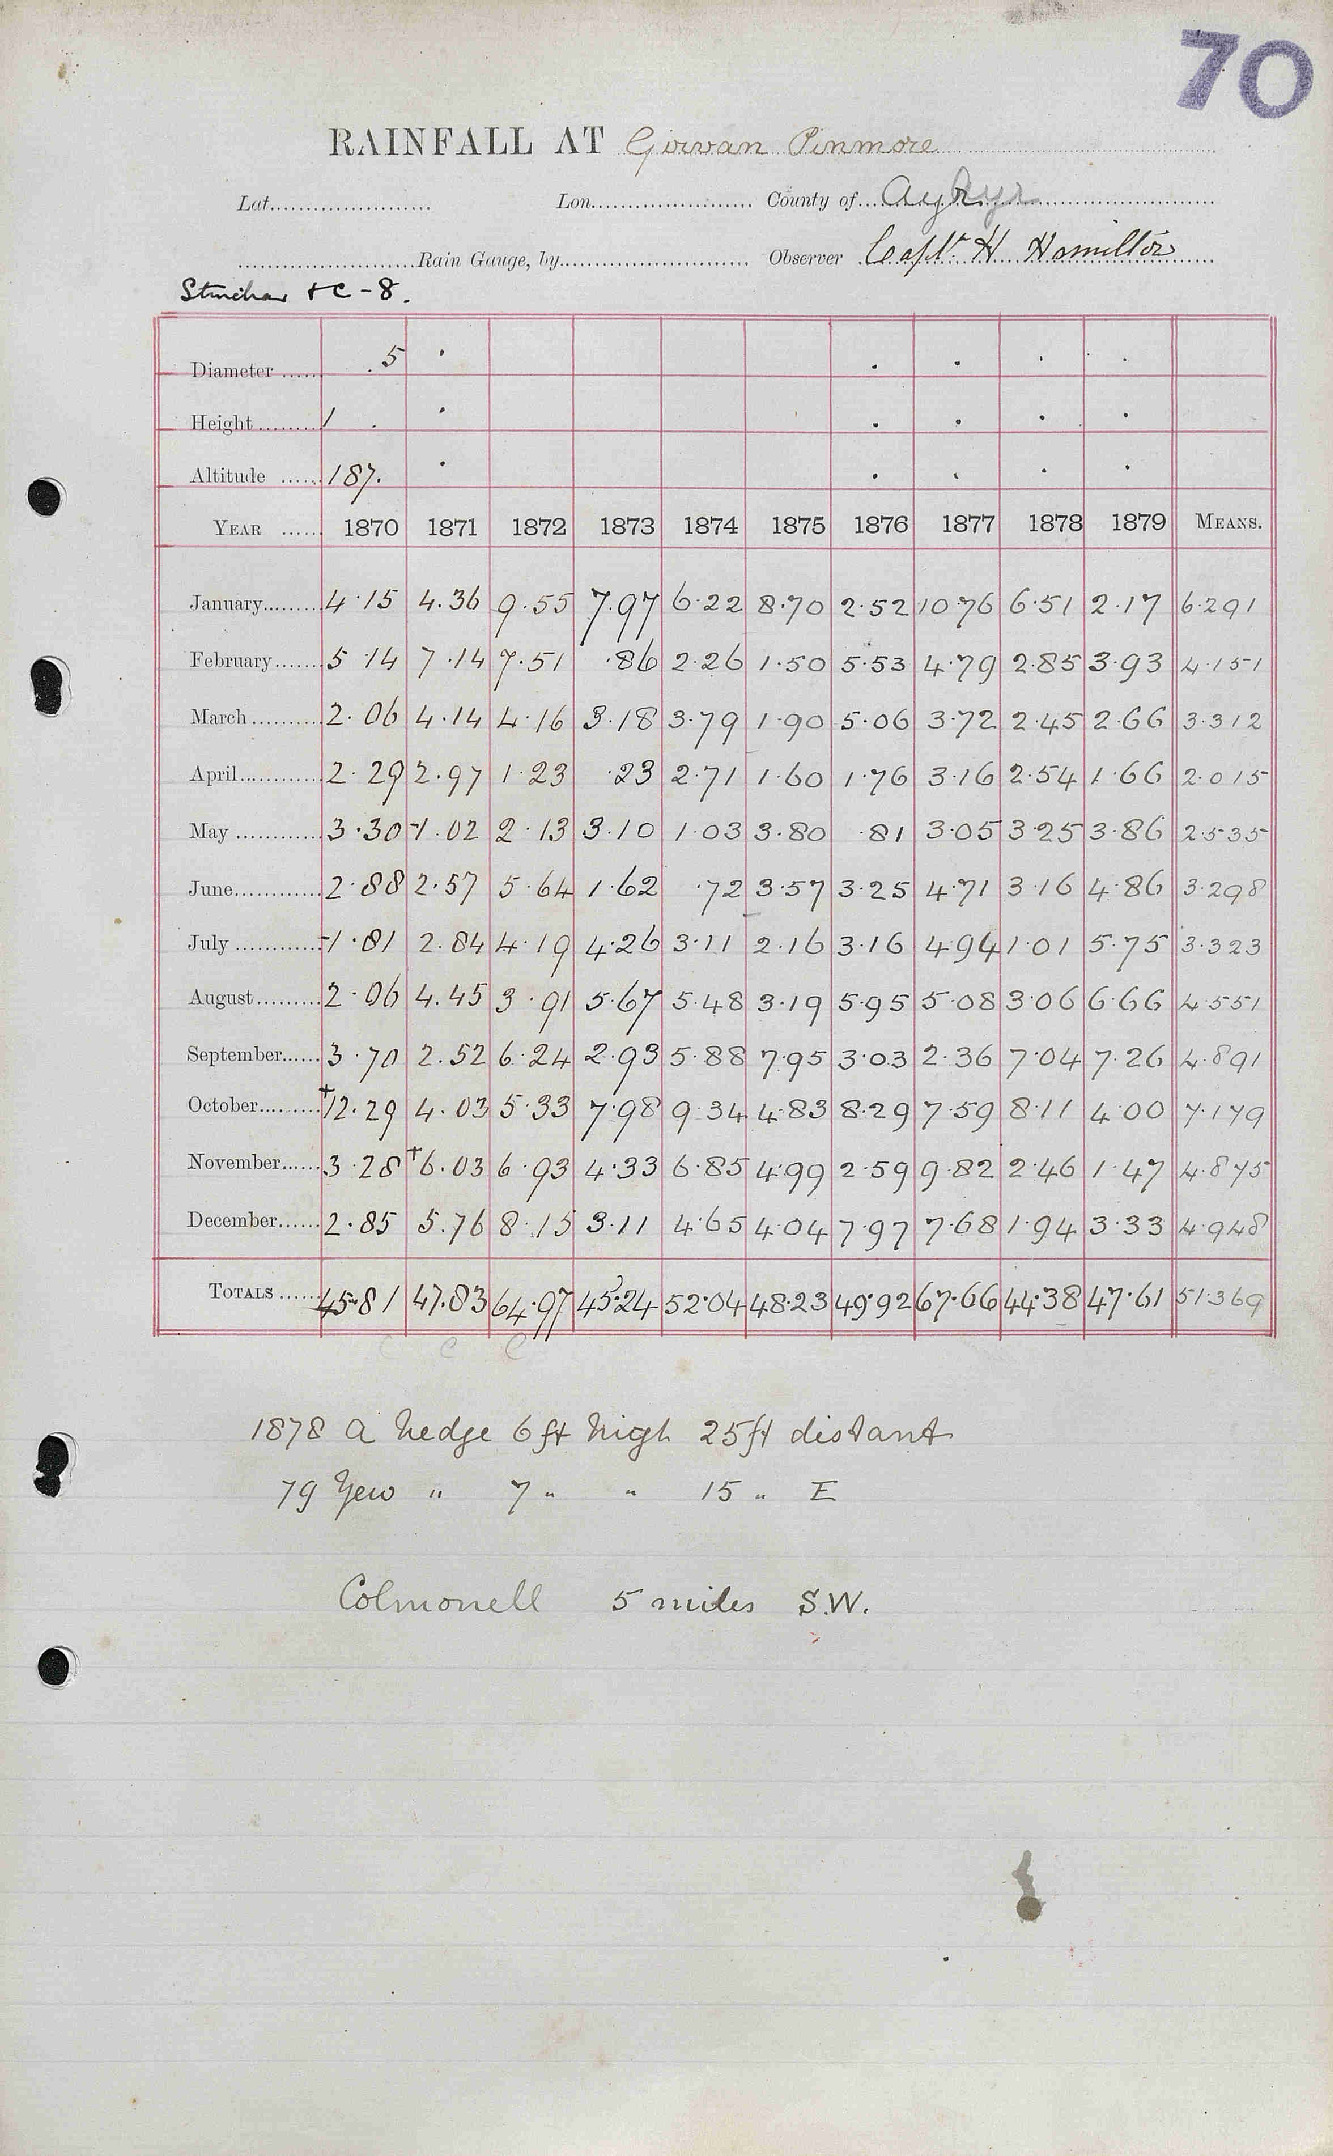 70
RAINFALL AT Girvan Pinmore
Lat. Lon. County of Ayr Ayr
Rain Gauge, by Observer Capt. H Hamilton
Stinchar &c - 8.
Diameter 5
Height 1
Altitude 187.
YEAR 1870 1871 1872 1873 1874 1875 1876 1877 1878 1879 MEANS.
January 4.15 4.36 9.55 7.97 6.22 8.70 2.52 10.76 6.51 2.17 6.291
February 5.14 7.14 7.51 .86 2.26 1.50 5.53 4.79 2.85 3.93 4.151
March 2.06 4.14 4.16 3.18 3.79 1.90 5.06 3.72 2.45 2.66 3.312
April 2.29 2.97 1.23 .23 2.71 1.60 1.76 3.16 2.54 1.66 2.015
May 3.30 1.02 2.13 3.10 1.03 3.80 .81 3.05 3.25 3.86 2.535
June 2.88 2.57 5.64 1.62 .72 3.57 3.25 4.71 3.16 4.86 3.298
July 1.81 2.84 4.19 4.26 3.11 2.16 3.16 4.94 1.01 5.75 3.323
August 2.06 4.45 3.91 5.67 5.48 3.19 5.95 5.08 3.06 6.66 4.551
September 3.70 2.52 6.24 2.93 5.88 7.95 3.03 2.36 7.04 7.26 4.891
October +12.29 4.03 5.33 7.98 9.34 4.83 8.29 7.59 8.11 4.00 7.179
November 3.28 +6.03 6.93 4.33 6.85 4.99 2.59 9.82 2.46 1.47 4.875
December 2.85 5.76 8.15 3.11 4.65 4.04 7.97 7.68 1.94 3.33 4.948
TOTALS 45.81 47.83 64.97 45.24 52.04 48.23 49.92 67.66 44.38 47.61 51.369
c c c
1878 A hedge 6 ft high 25 ft distant
79 Yew " 7 " " 15 " E
Colmonell 5 miles S.W.